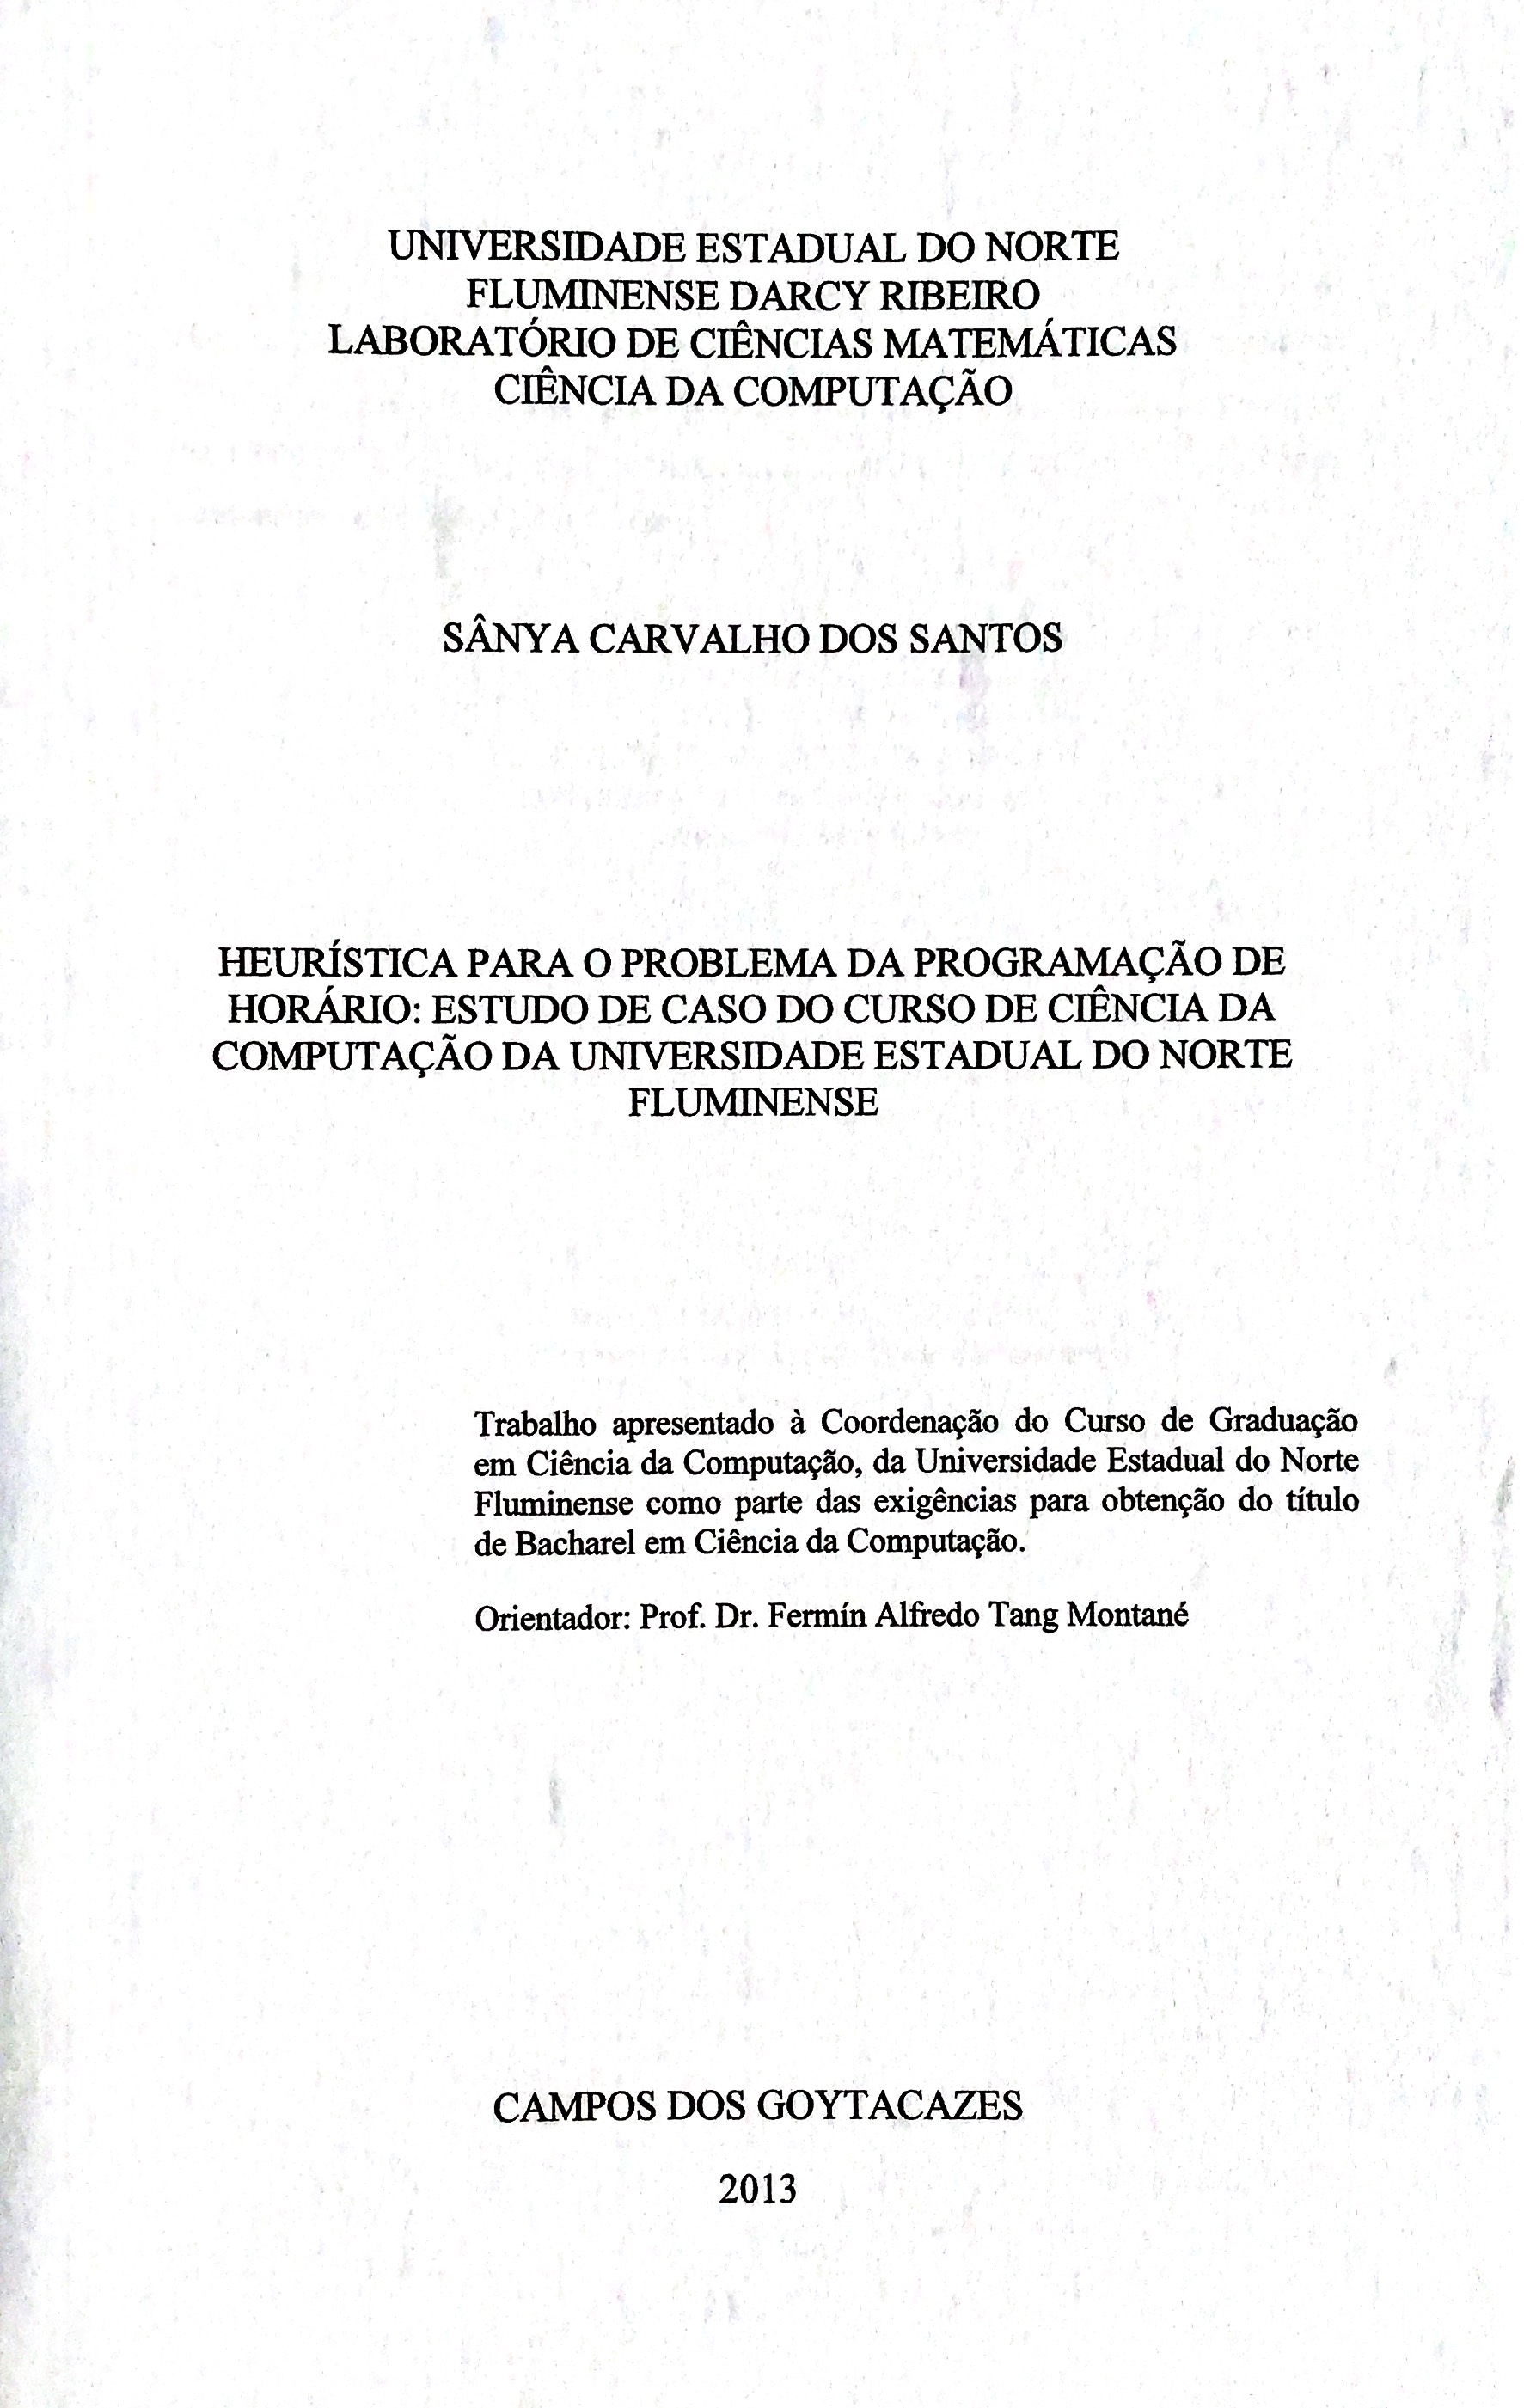 UNIVERSIDADE ESTADUAL DO NORTE
FLUMINENSE DARCY RIBEIRO
LABORATÓRIO DE CIÊNCIAS MATEMÁTICAS
CIÊNCIA DA COMPUTAÇÃO
SÂNYA CARVALHO DOS SANTOS
HEURÍSTICA PARA O PROBLEMA DA PROGRAMAÇÃO DE
HORÁRIO: ESTUDO DE CASO DO CURSO DE CIÊNCIA DA
COMPUTAÇÃO DA UNIVERSIDADE ESTADUAL DO NORTE
FLUMINENSE
Trabalho apresentado à Coordenação do Curso de Graduação
em Ciência da Computação, da Universidade Estadual do Norte
Fluminense como parte das exigências para obtenção do título
de Bacharel em Ciência da Computação.
Orientador: Prof. Dr. Fermín Alfredo Tang Montané
CAMPOS DOS GOYTACAZES
2013